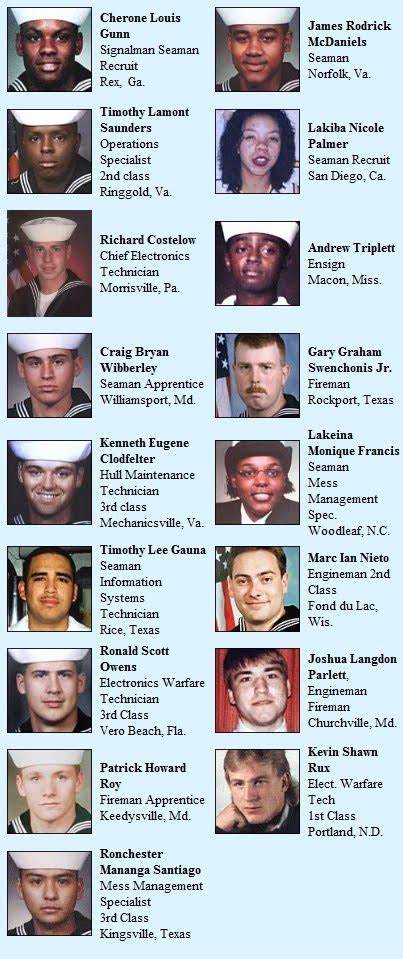 Cherone Louis
Gunn
Signalman Seaman
Recruit
Rex, Ga.
James Rodrick
McDaniels
Seaman
Norfolk, Va.
Timothy Lamont
Saunders
Operations
Specialist
2nd class
Ringgold, Va.
Lakiba Nicole
Palmer
Seaman Recruit
San Diego, Ca.
Richard Costelow
Chief Electronics
Technician
Morrisville, Pa.
Andrew Triplett
Ensign
Macon, Miss.
Craig Bryan
Wibberley
Seaman Apprentice
Williamsport, Md.
Gary Graham
Swenchonis Jr.
Fireman
Rockport, Texas
Kenneth Eugene
Clodfelter
Hull Maintenance
Technician
3rd class
Mechanicsville, Va.
Lakeina
Monique Francis
Seaman
Mess
Management
Spec.
Woodleaf, N.C.
Timothy Lee Gauna
Seaman
Information
Systems
Technician
Rice, Texas
Marc Ian Nieto
Engineman 2nd
Class
Fond du Lac,
Wis.
Ronald Scott
Owens
Electronics Warfare
Technician
3rd Class
Vero Beach, Fla.
Joshua Langdon
Parlett,
Engineman
Fireman
Churchville, Md.
Patrick Howard
Roy
Fireman Apprentice
Keedysville, Md.
Kevin Shawn
Rux
Elect. Warfare
Tech
1st Class
Portland, N.D.
Ronchester
Mananga Santiago
Mess Management
Specialist
3rd Class
Kingsville, Texas